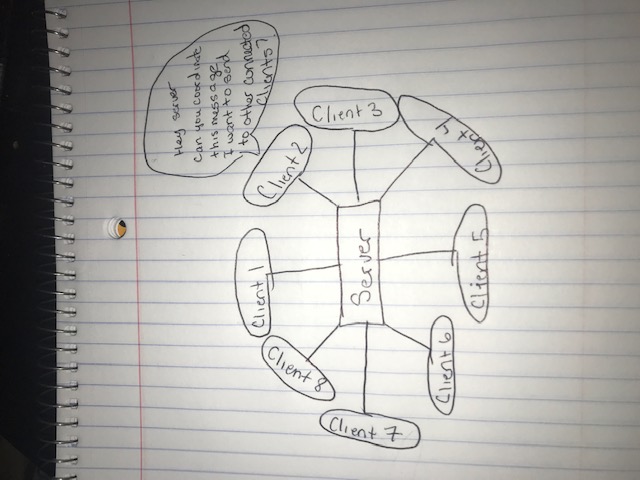 Hey server
can you coordinate
this message
I want to send
to other connected
Clients?
Client 1
Client 2
Client 8
Client 3
Server
Client 7
Client 6
Client 4
Client 5